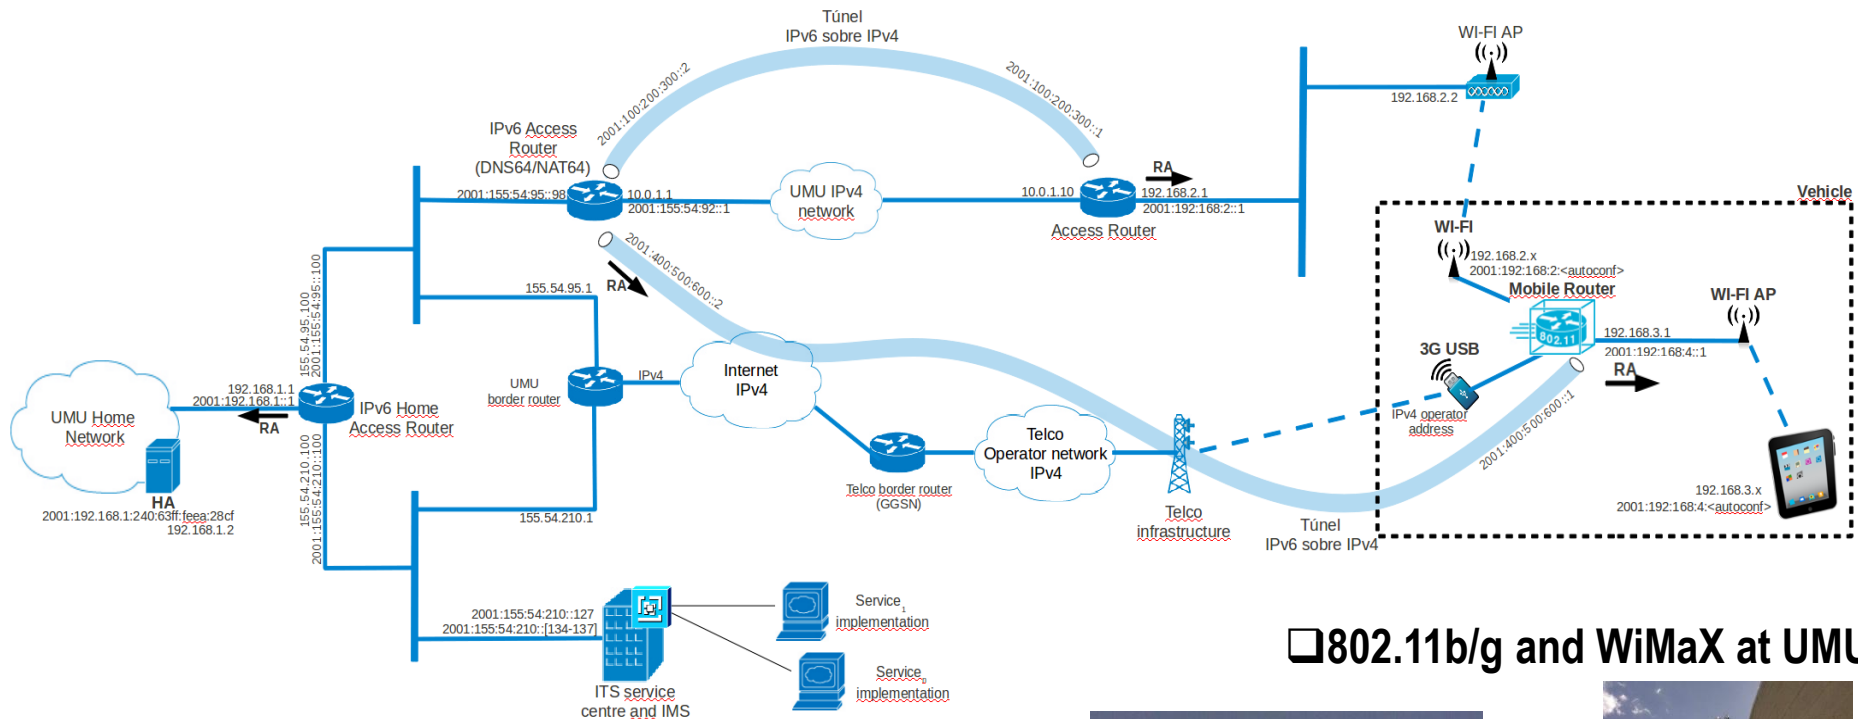 Túnel
IPv6 sobre IPv4
2001:100:200:300::2
2001:100:200:300::1
WI-FI AP
192.168.2.2
IPv6 Access
Router
(DNS64/NAT64)
2001:155:54:95::98
10.0.1.1
2001:155:54:92::1
UMU IPv4
network
10.0.1.10
RA
192.168.2.1
2001:192:168:2::1
Access Router
Vehicle
WI-FI
192.168.2.x
2001:192:168:2:<autoconf>
Mobile Router
802.11
WI-FI AP
192.168.3.1
2001:192:168:4::1
RA
3G USB
IPv4 operator
address
2001:400:500:600::1
192.168.3.x
2001:192:168:4:<autoconf>
2001:400:500:600::2
RA
155.54.95.1
155.54.95.100
2001:155:54:95::100
Internet
IPv4
IPv4
UMU
border router
192.168.1.1
2001:192.168:1::1
RA
IPv6 Home
Access Router
UMU Home
Network
HA
2001:192.168.1:240:63ff:feea:28cf
192.168.1.2
155.54.210.100
2001:155:54:210::100
155.54.210.1
Telco border router
(GGSN)
Telco
Operator network
IPv4
Telco
infrastructure
Túnel
IPv6 sobre IPv4
2001:155:54:210::127
2001:155:54:210::[134-137]
ITS service
centre and IMS
Service1
implementation
Servicen
implementation
❑802.11b/g and WiMaX at UMU